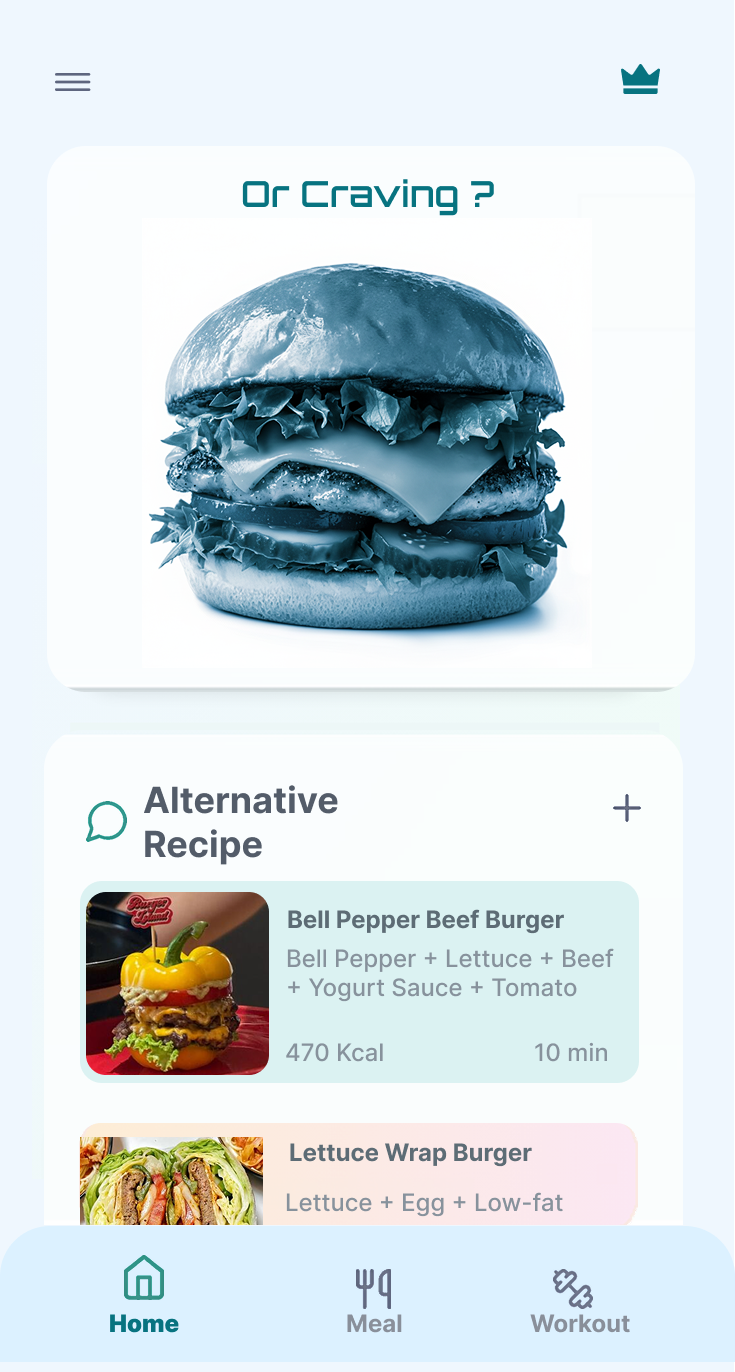 Or Craving ?
Alternative
Recipe
Burger
Island
Bell Pepper Beef Burger
Bell Pepper + Lettuce + Beef
+ Yogurt Sauce + Tomato
470 Kcal 10 min
Lettuce Wrap Burger
Lettuce + Egg + Low-fat
Home Meal Workout